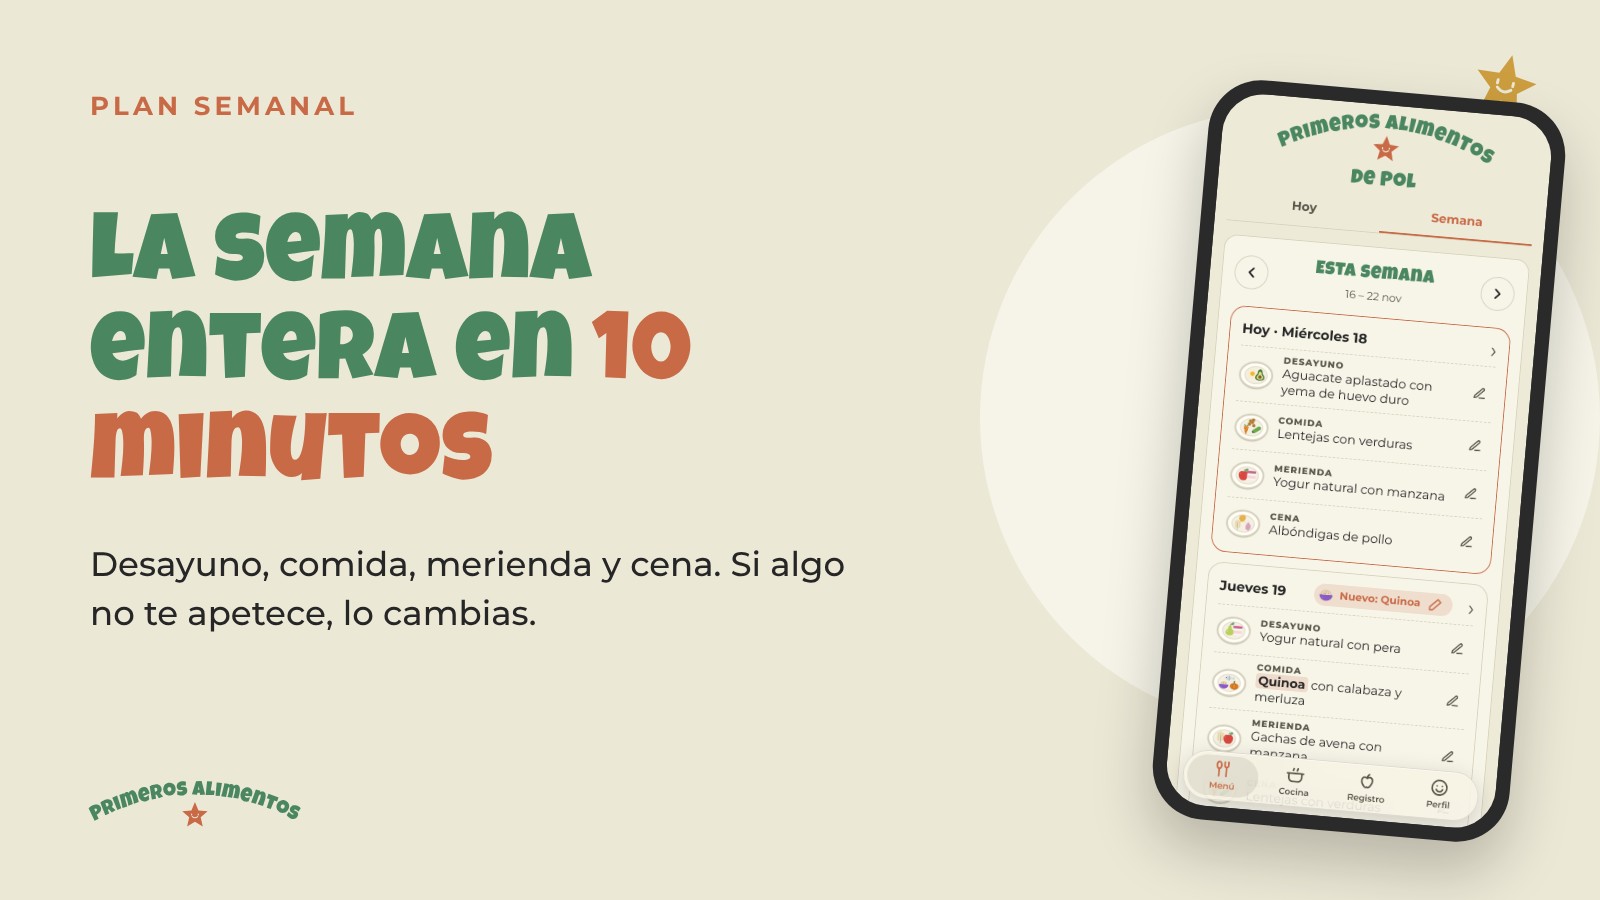 PLAN SEMANAL
La semana
entera en 10
minutos
Desayuno, comida, merienda y cena. Si algo
no te apetece, lo cambias.
PRIMEROS ALIMENTOS
PRIMEROS ALIMENTOS
DE POL
Hoy
Semana
Esta semana
16 – 22 nov
Hoy · Miércoles 18
DESAYUNO
Aguacate aplastado con
yema de huevo duro
COMIDA
Lentejas con verduras
MERIENDA
Yogur natural con manzana
CENA
Albóndigas de pollo
Jueves 19
Nuevo: Quinoa
DESAYUNO
Yogur natural con pera
COMIDA
Quinoa con calabaza y
merluza
MERIENDA
Gachas de avena con
manzana
Lentejas con verduras
Menú
Cocina
Registro
Perfil